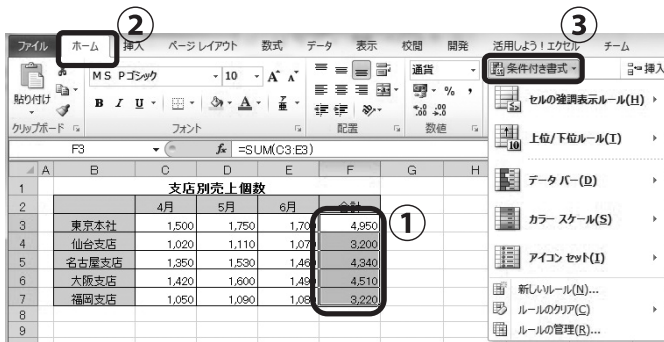 ② ③
ファイル ホーム 挿入 ページ レイアウト 数式 データ 表示 校閲 開発 活用しよう！エクセル チーム
貼り付け MS Pゴシック 10 A A 通貨 条件付き書式 挿入
B I U A % ,
クリップボード フォント 配置 数値
セルの強調表示ルール(H)
上位/下位ルール(T)
データ バー(D)
カラー スケール(S)
アイコン セット(I)
新しいルール(N)...
ルールのクリア(C)
ルールの管理(R)...
F3 fx =SUM(C3:E3)
A B C D E F G H
1 支店別売上個数
2 4月 5月 6月 合計
①
3 東京本社 1,500 1,750 1,700 4,950
4 仙台支店 1,020 1,110 1,070 3,200
5 名古屋支店 1,350 1,530 1,460 4,340
6 大阪支店 1,420 1,600 1,490 4,510
7 福岡支店 1,050 1,090 1,080 3,220
8
9